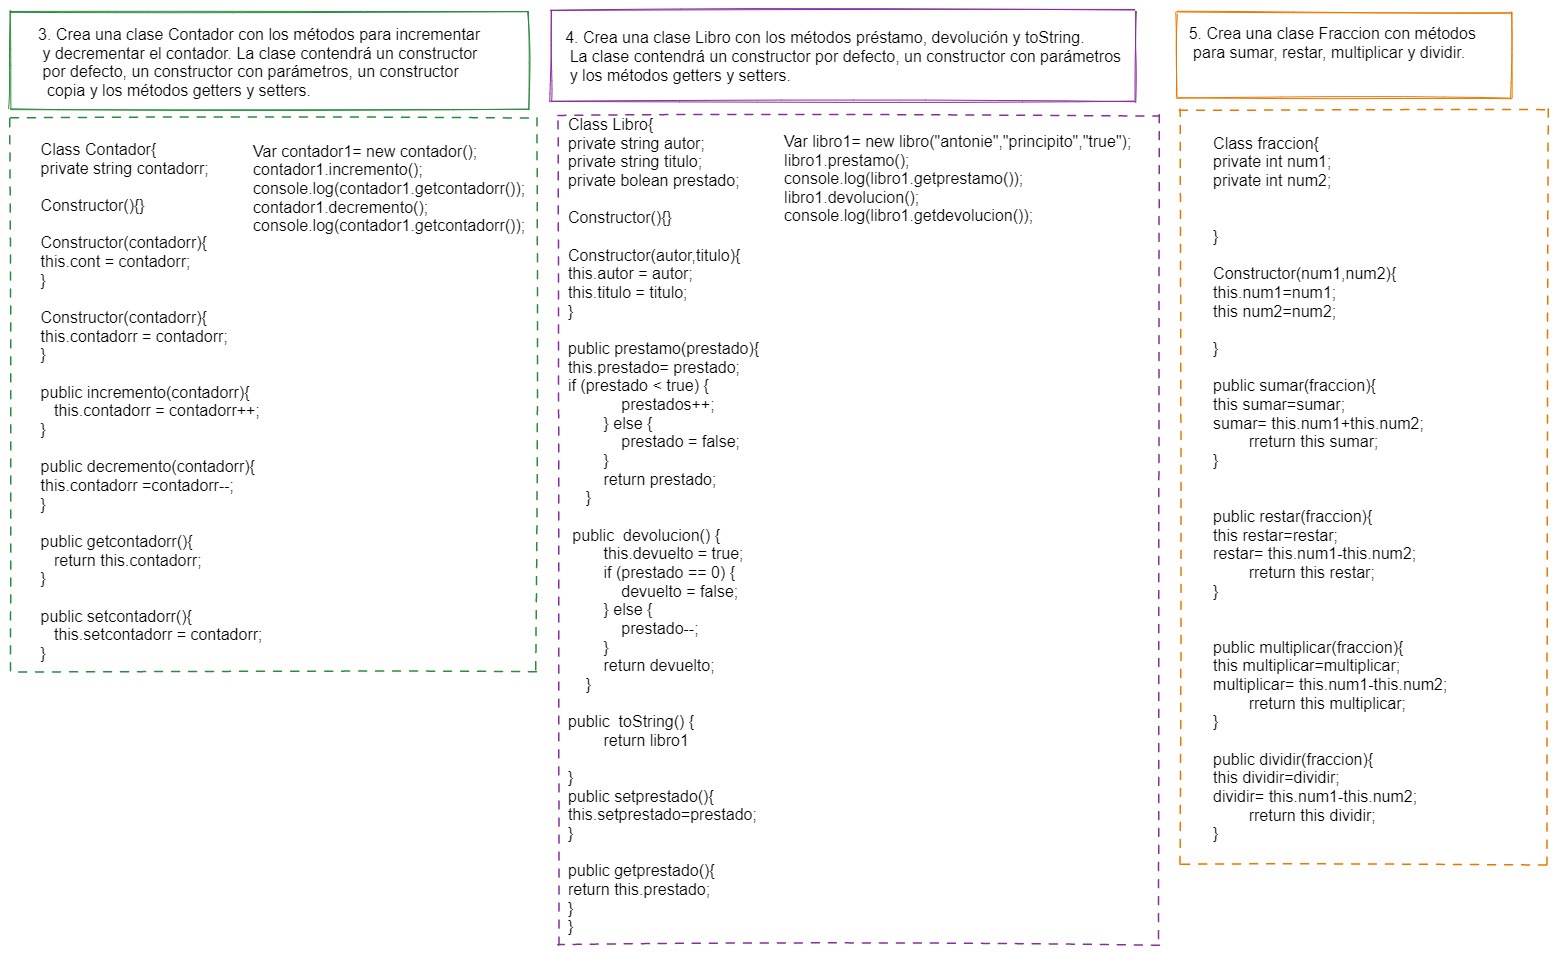 3. Crea una clase Contador con los métodos para incrementar
y decrementar el contador. La clase contendrá un constructor
por defecto, un constructor con parámetros, un constructor
copia y los métodos getters y setters.
Class Contador{
private string contadorr;
Constructor(){}
Constructor(contadorr){
this.cont = contadorr;
}
Constructor(contadorr){
this.contadorr = contadorr;
}
public incremento(contadorr){
this.contadorr = contadorr++;
}
public decremento(contadorr){
this.contadorr =contadorr--;
}
public getcontadorr(){
return this.contadorr;
}
public setcontadorr(){
this.setcontadorr = contadorr;
}
Var contador1= new contador();
contador1.incremento();
console.log(contador1.getcontadorr());
contador1.decremento();
console.log(contador1.getcontadorr());
4. Crea una clase Libro con los métodos préstamo, devolución y toString.
La clase contendrá un constructor por defecto, un constructor con parámetros
y los métodos getters y setters.
Class Libro{
private string autor;
private string titulo;
private bolean prestado;
Constructor(){}
Constructor(autor,titulo){
this.autor = autor;
this.titulo = titulo;
}
public prestamo(prestado){
this.prestado= prestado;
if (prestado < true) {
prestados++;
} else {
prestado = false;
}
return prestado;
}
public  devolucion() {
this.devuelto = true;
if (prestado == 0) {
devuelto = false;
} else {
prestado--;
}
return devuelto;
}
public  toString() {
return libro1
}
public setprestado(){
this.setprestado=prestado;
}
public getprestado(){
return this.prestado;
}
}
Var libro1= new libro("antonie","principito","true");
libro1.prestamo();
console.log(libro1.getprestamo());
libro1.devolucion();
console.log(libro1.getdevolucion());
5. Crea una clase Fraccion con métodos
para sumar, restar, multiplicar y dividir.
Class fraccion{
private int num1;
private int num2;
}
Constructor(num1,num2){
this.num1=num1;
this num2=num2;
}
public sumar(fraccion){
this sumar=sumar;
sumar= this.num1+this.num2;
rreturn this sumar;
}
public restar(fraccion){
this restar=restar;
restar= this.num1-this.num2;
rreturn this restar;
}
public multiplicar(fraccion){
this multiplicar=multiplicar;
multiplicar= this.num1-this.num2;
rreturn this multiplicar;
}
public dividir(fraccion){
this dividir=dividir;
dividir= this.num1-this.num2;
rreturn this dividir;
}